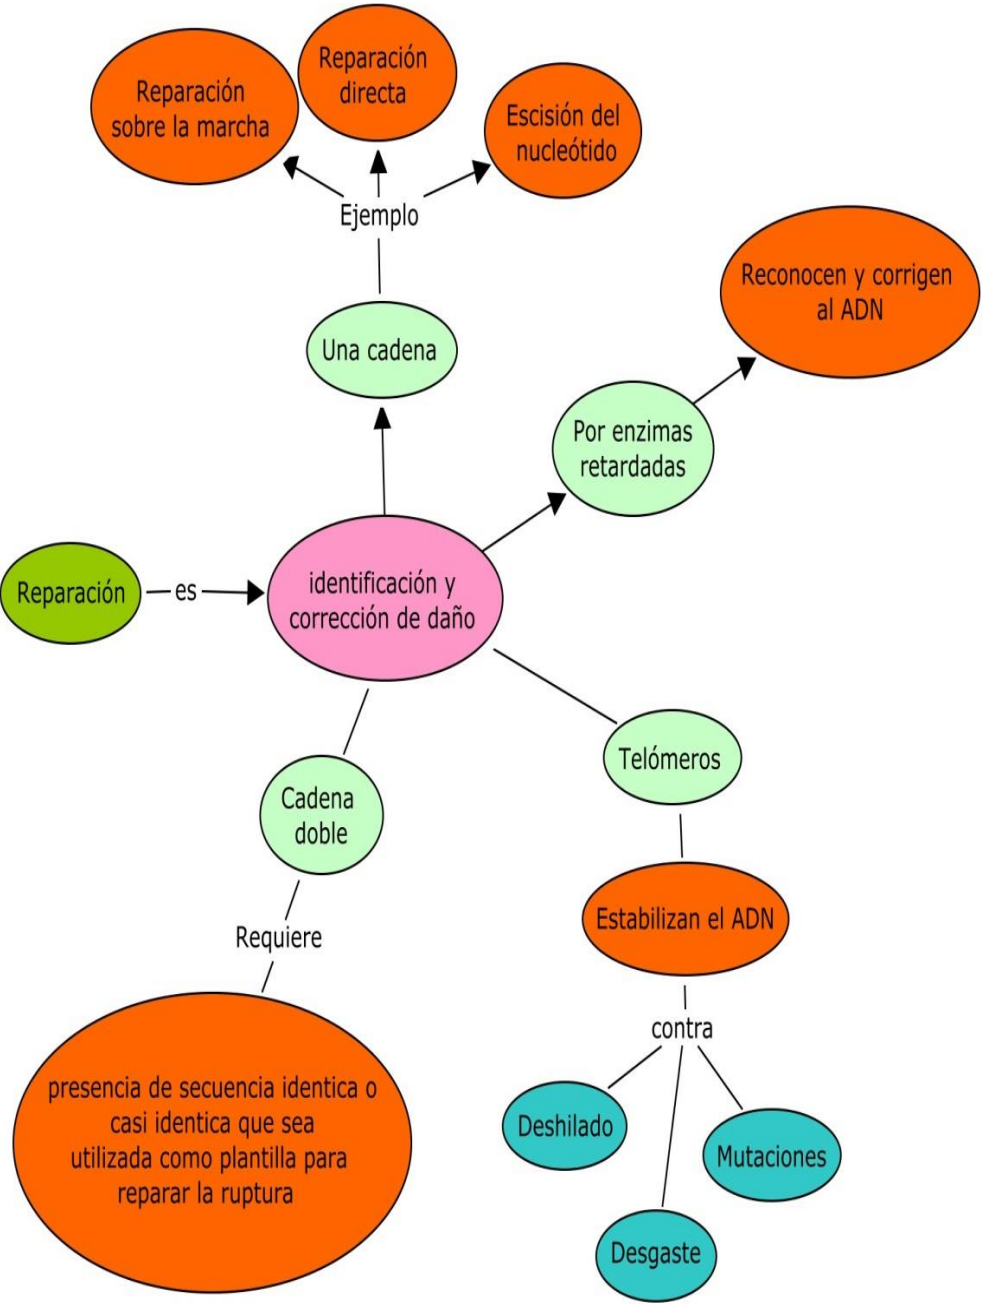 Reparación
directa
Reparación
sobre la marcha
Escisión del
nucleótido
Ejemplo
Reconocen y corrigen
al ADN
Una cadena
Por enzimas
retardadas
Reparación
es
identificación y
corrección de daño
Telómeros
Cadena
doble
Estabilizan el ADN
Requiere
contra
presencia de secuencia identica o
casi identica que sea
utilizada como plantilla para
reparar la ruptura
Deshilado
Mutaciones
Desgaste